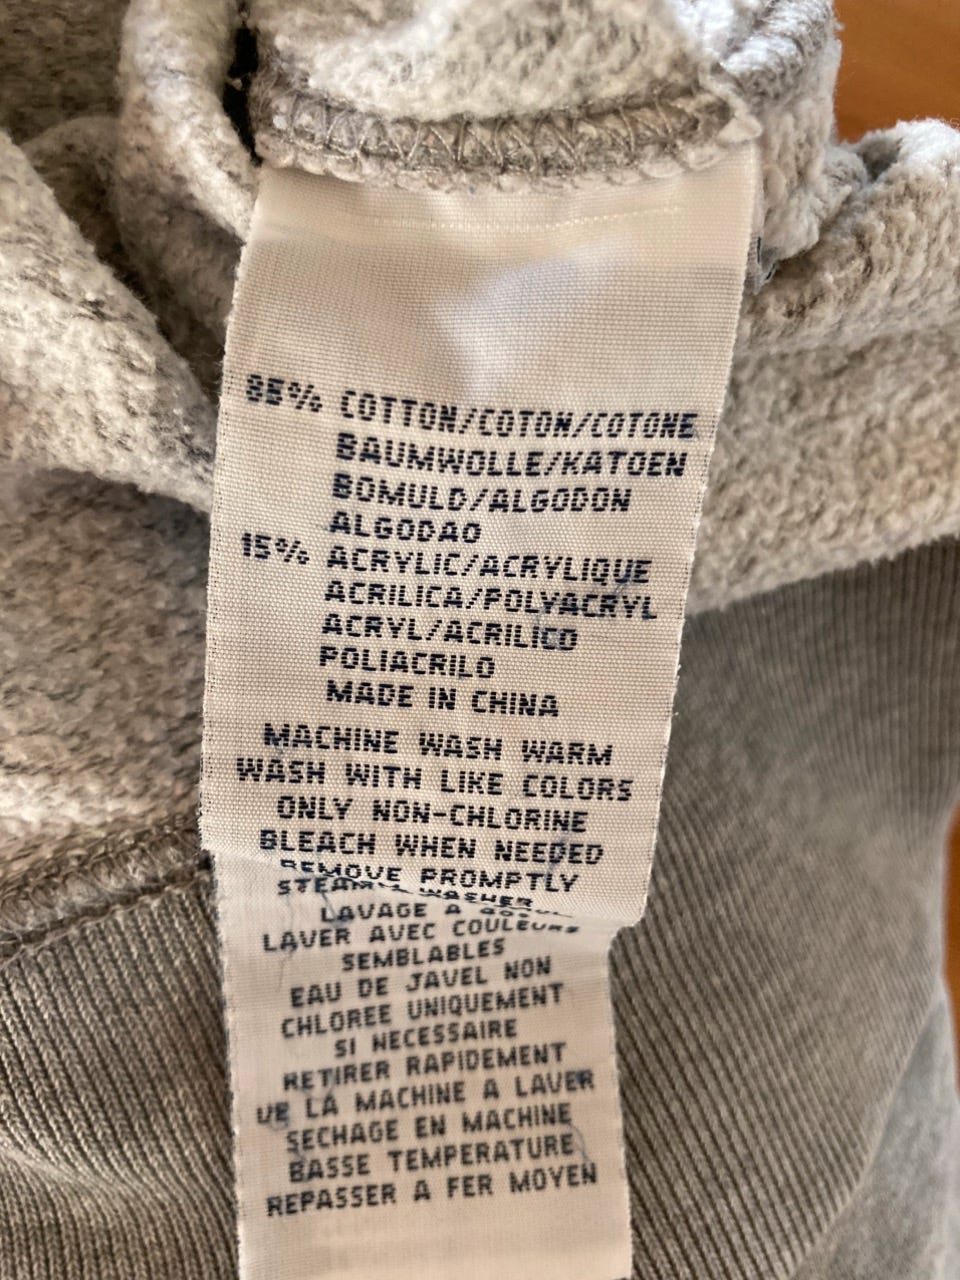 85% COTTON/COTON/COTONE
BAUMWOLLE/KATOEN
BOMULD/ALGODON
ALGODAO
15% ACRYLIC/ACRYLIQUE
ACRILICA/POLYACRYL
ACRYL/ACRILICO
POLIACRILO
MADE IN CHINA
MACHINE WASH WARM
WASH WITH LIKE COLORS
ONLY NON-CHLORINE
BLEACH WHEN NEEDED
REMOVE PROMPTLY
WASHER
LAVAGE A
LAVER AVEC COULEURS
SEMBLABLES
EAU DE JAVEL NON
CHLOREE UNIQUEMENT
SI NECESSAIRE
RETIRER RAPIDEMENT
DE LA MACHINE A LAVER
SECHAGE EN MACHINE
BASSE TEMPERATURE
REPASSER A FER MOYEN